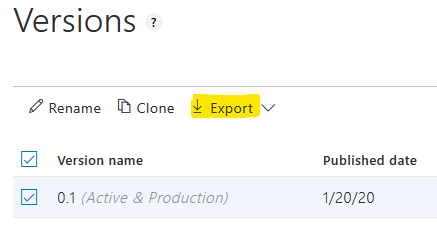 Versions ?
Rename Clone Export
Version name Published date
0.1 (Active & Production) 1/20/20